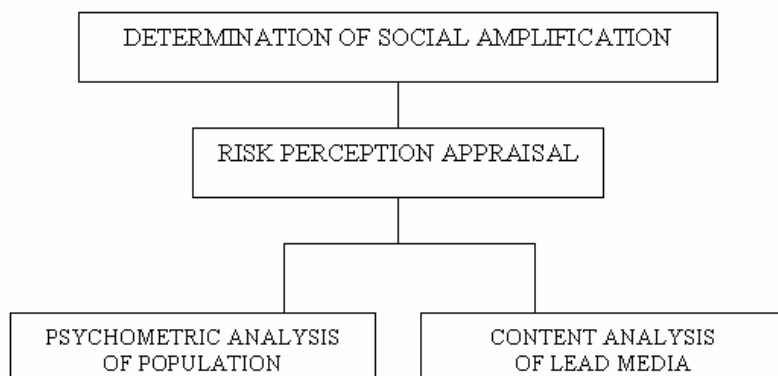 DETERMINATION OF SOCIAL AMPLIFICATION
RISK PERCEPTION APPRAISAL
PSYCHOMETRIC ANALYSIS
OF POPULATION
CONTENT ANALYSIS
OF LEAD MEDIA